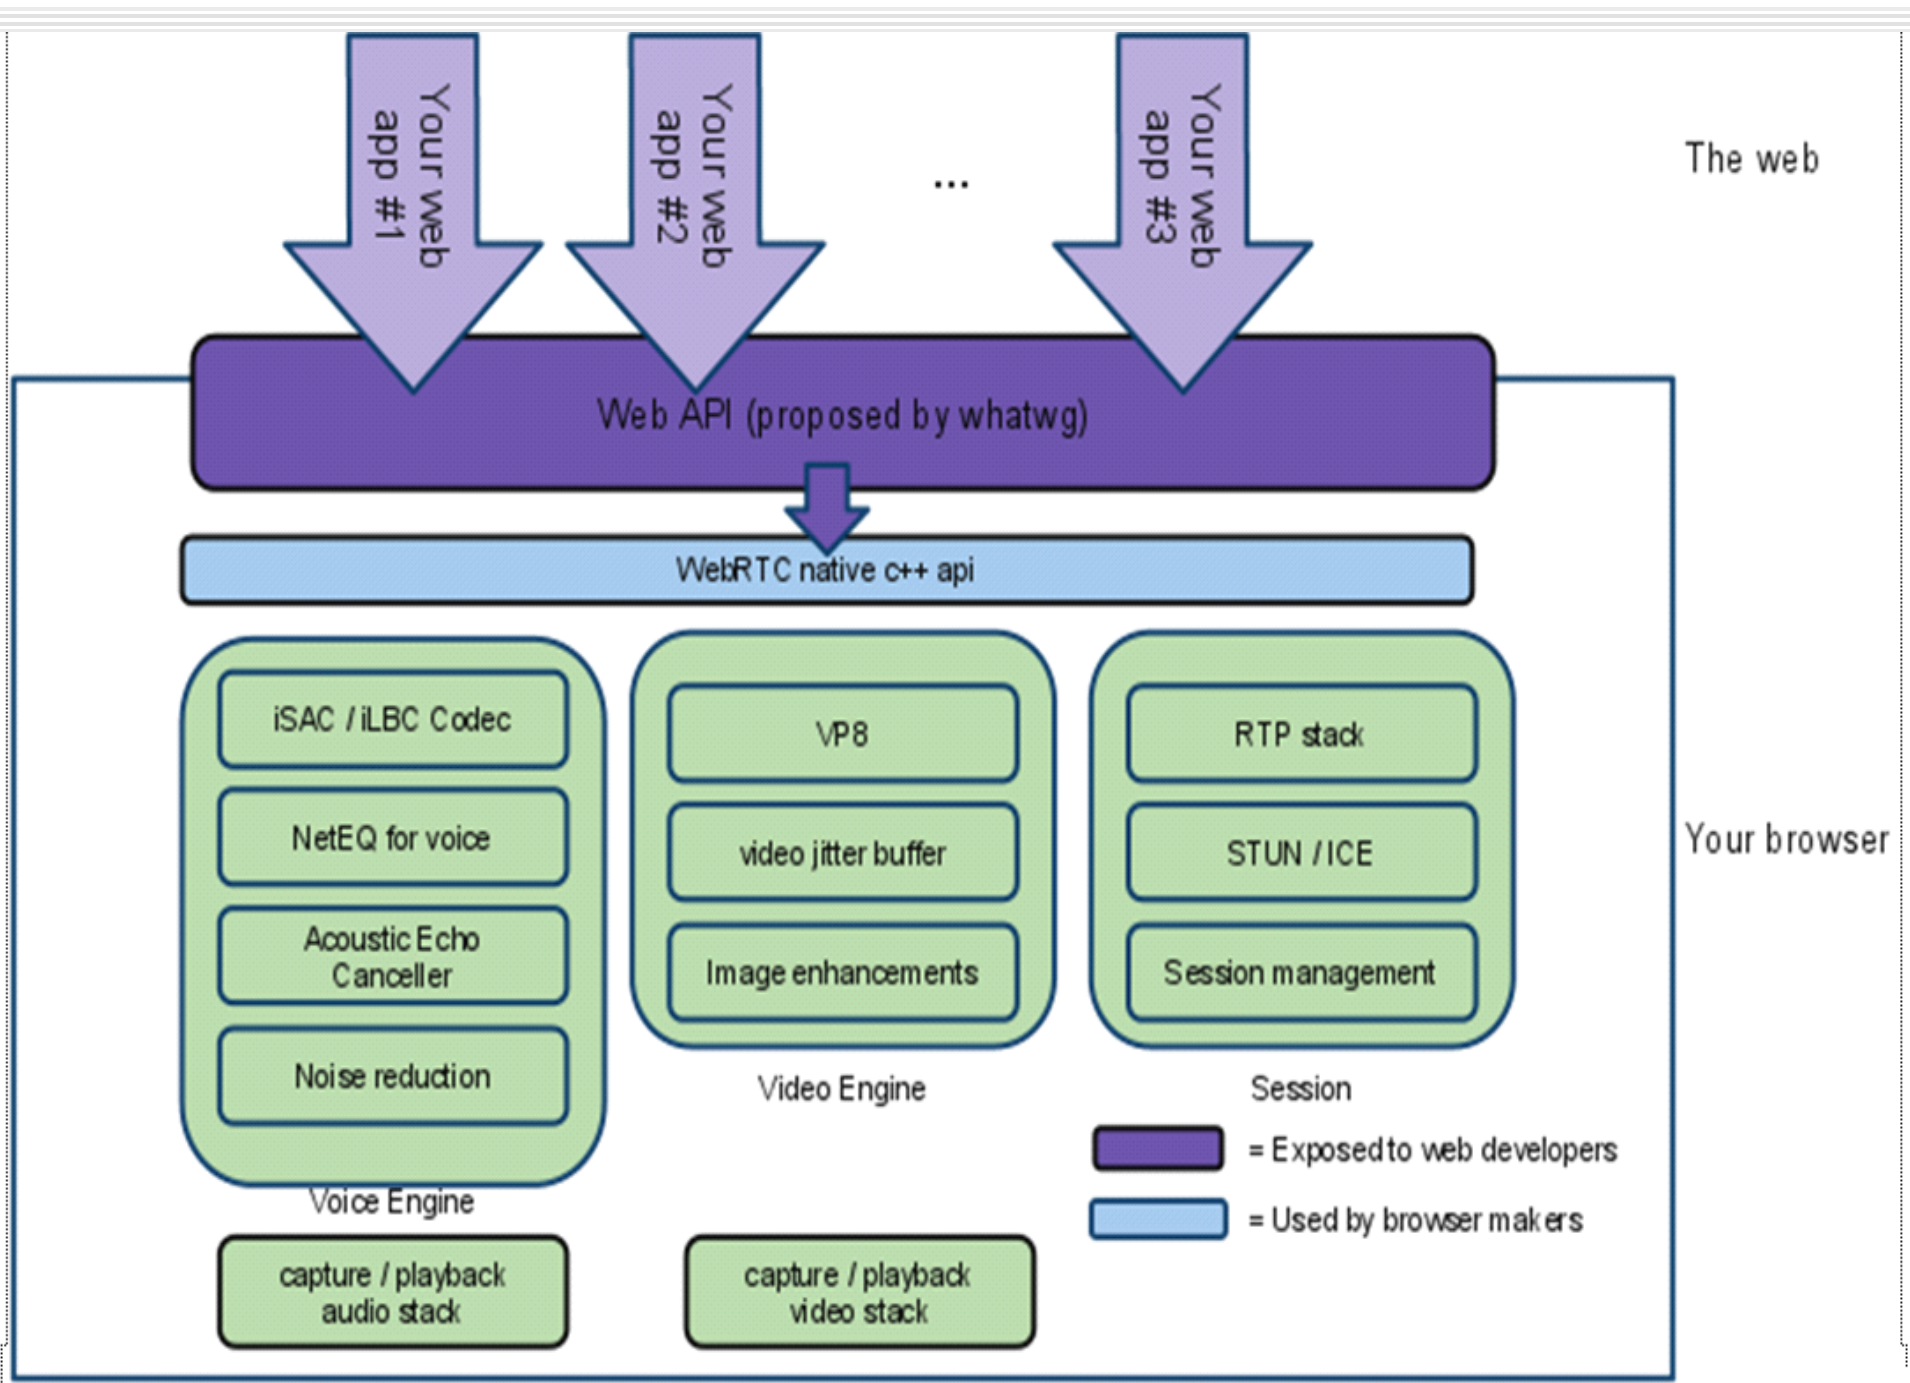 Your web
app #1
Your web
app #2
...
Your web
app #3
The web
Web API (proposed by whatwg)
WebRTC native c++ api
iSAC / iLBC Codec
NetEQ for voice
Acoustic Echo
Canceller
Noise reduction
Voice Engine
VP8
video jitter buffer
Image enhancements
Video Engine
RTP stack
STUN / ICE
Session management
Session
Your browser
= Exposed to web developers
= Used by browser makers
capture / playback
audio stack
capture / playback
video stack